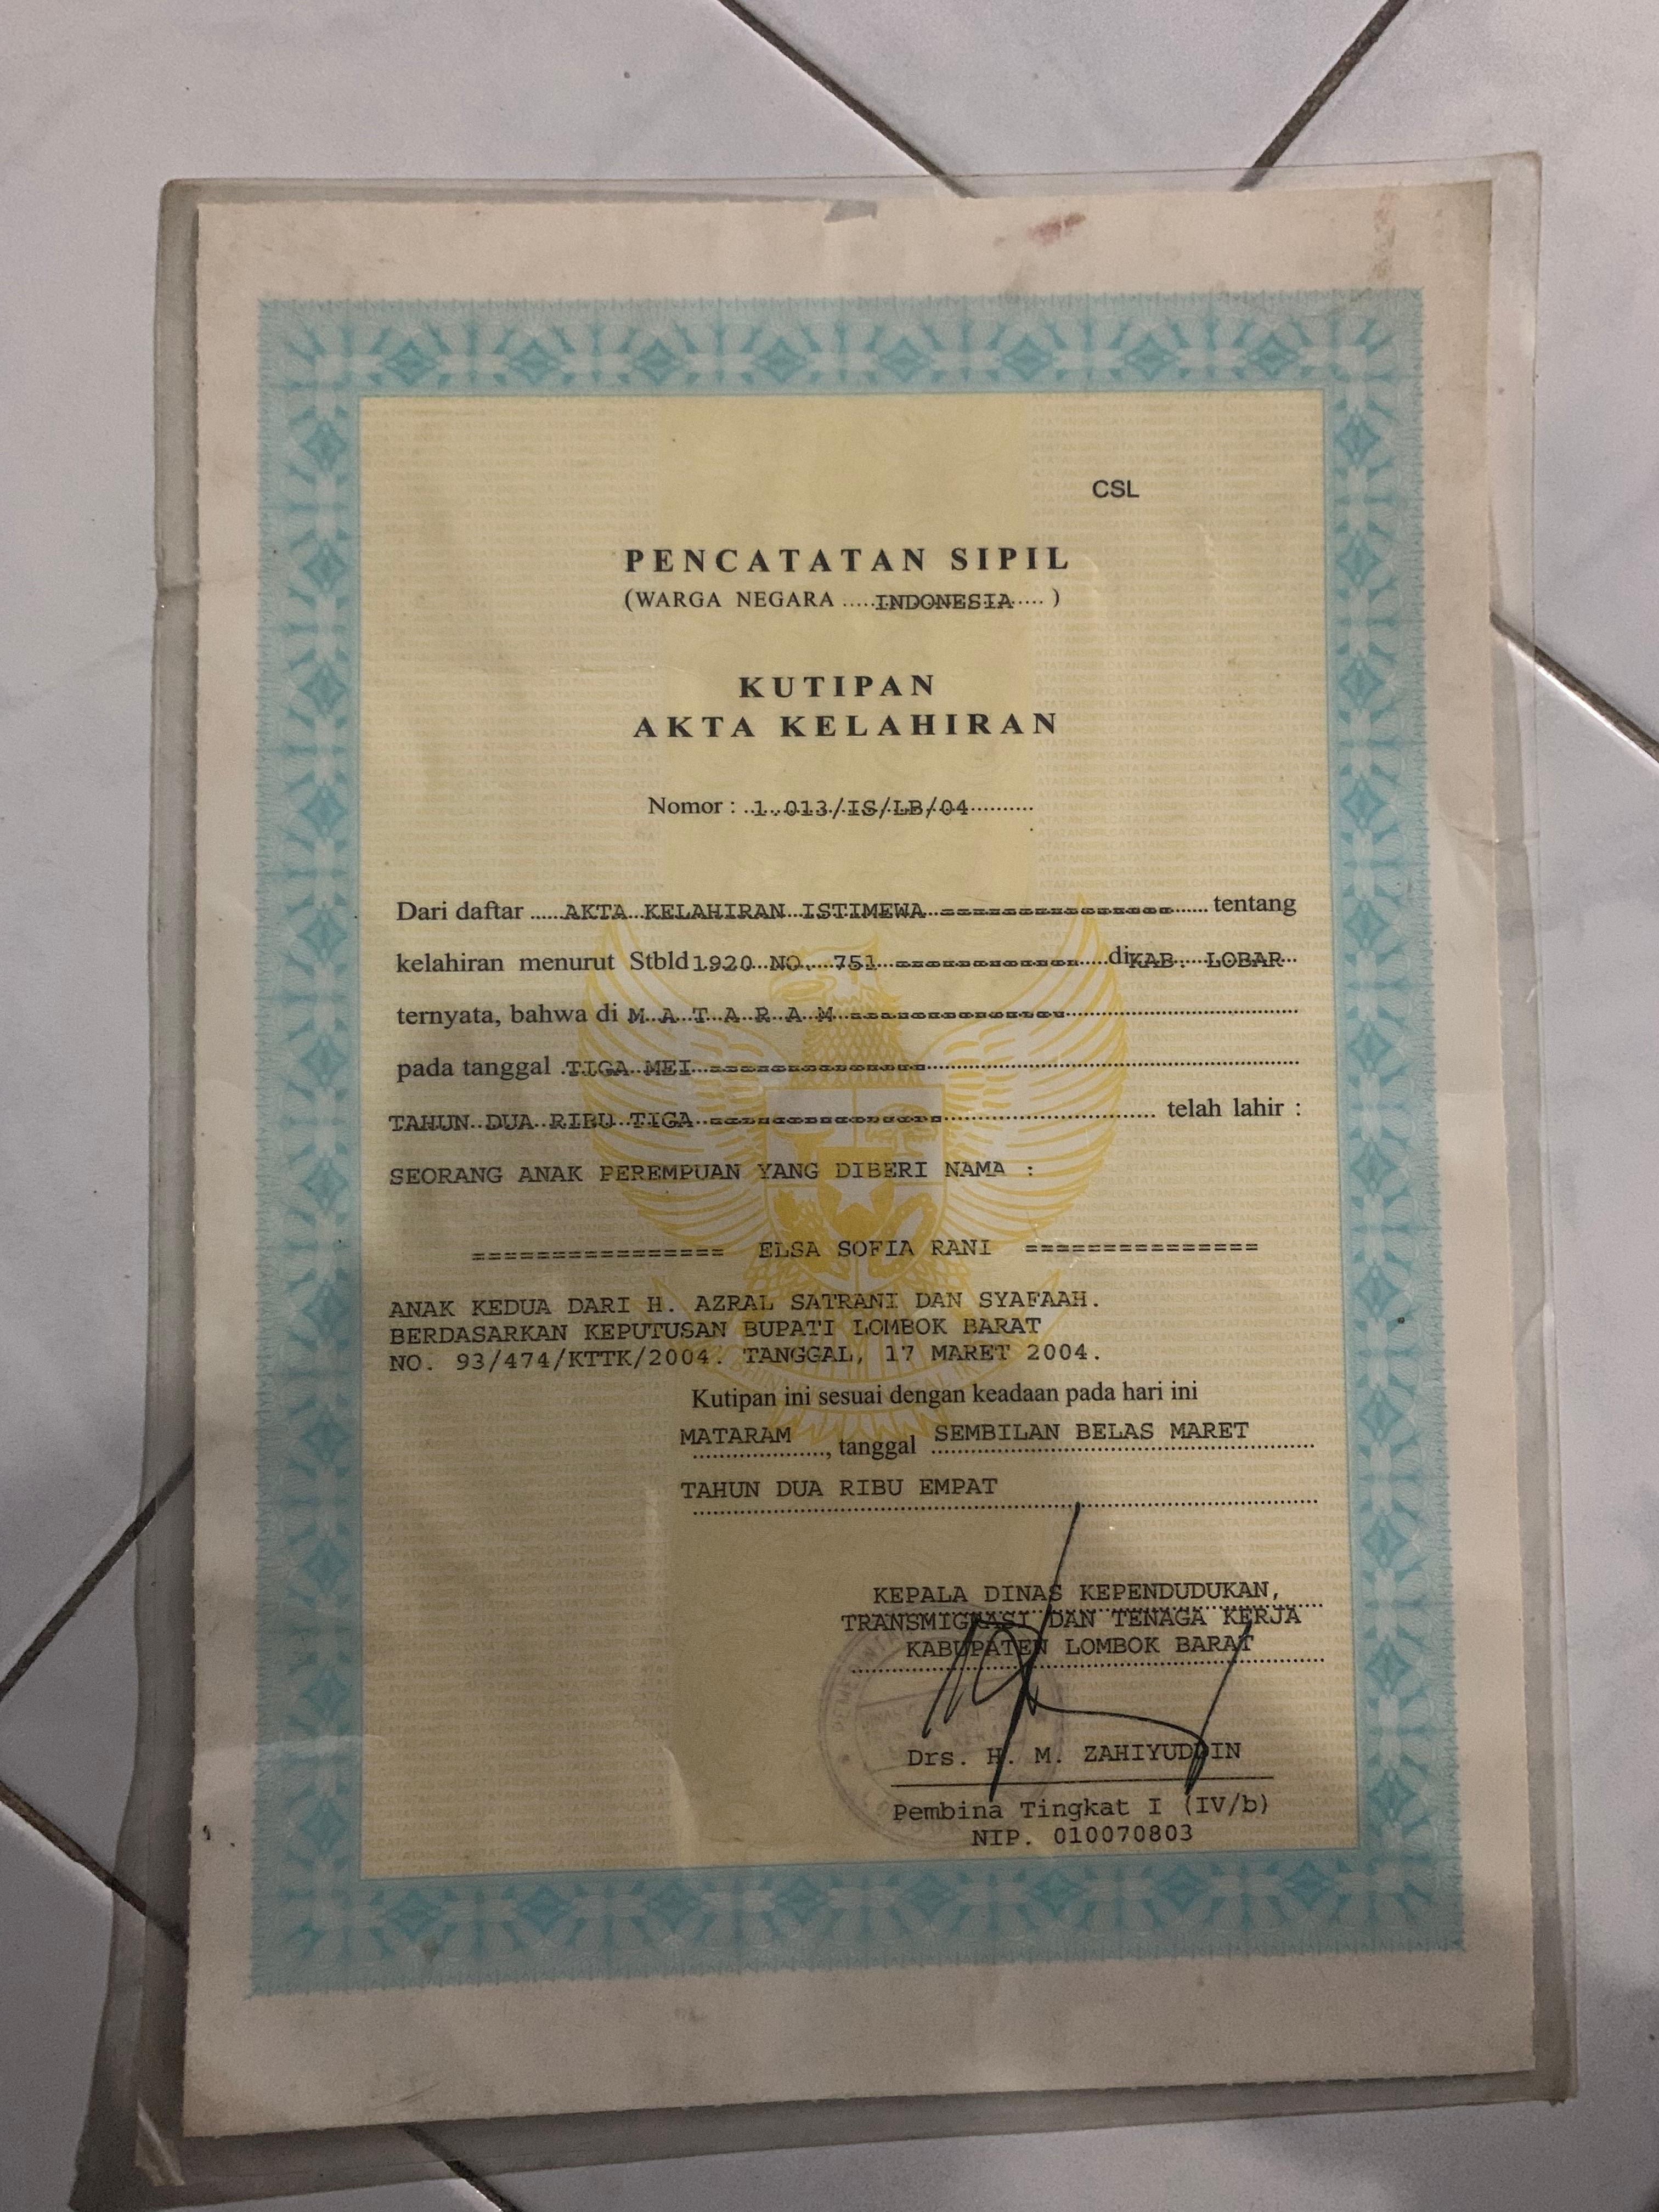 CSL
PENCATATAN SIPIL
(WARGA NEGARA .....INDONESIA.... )
KUTIPAN
AKTA KELAHIRAN
Nomor : ..1..013/IS/LB/04..........
Dari daftar .....AKTA KELAHIRAN ISTIMEWA ================...... tentang
kelahiran menurut Stbld 1920 NO. 751 =============.....di KAB. LOBAR
ternyata, bahwa di M A T A R A M ================
pada tanggal .TIGA MEI ================
TAHUN DUA RIBU TIGA ================ telah lahir :
SEORANG ANAK PEREMPUAN YANG DIBERI NAMA :
================ ELSA SOFIA RANI ===============
ANAK KEDUA DARI H. AZRAL SATRANI DAN SYAFAAH.
BERDASARKAN KEPUTUSAN BUPATI LOMBOK BARAT
NO. 93/474/KTTK/2004. TANGGAL, 17 MARET 2004.
Kutipan ini sesuai dengan keadaan pada hari ini
MATARAM, tanggal SEMBILAN BELAS MARET
TAHUN DUA RIBU EMPAT
KEPALA DINAS KEPENDUDUKAN,
TRANSMIGRASI DAN TENAGA KERJA
KABUPATEN LOMBOK BARAT
Drs. H. M. ZAHIYUDDIN
Pembina Tingkat I (IV/b)
NIP. 010070803